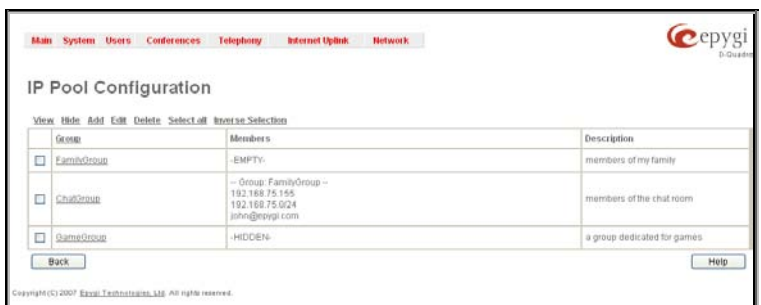 Main System Users Conferences Telephony Internet Uplink Network
epygi
D-Quadro
IP Pool Configuration
View Hide Add Edit Delete Select all Inverse Selection
Group Members Description
FamilyGroup -EMPTY- members of my family
ChatGroup -- Group: FamilyGroup --
192.168.75.155
192.168.75.0/24
john@epygi.com
members of the chat room
GameGroup -HIDDEN- a group dedicated for games
Back Help
Copyright (C) 2007 Epygi Technologies, Ltd. All rights reserved.